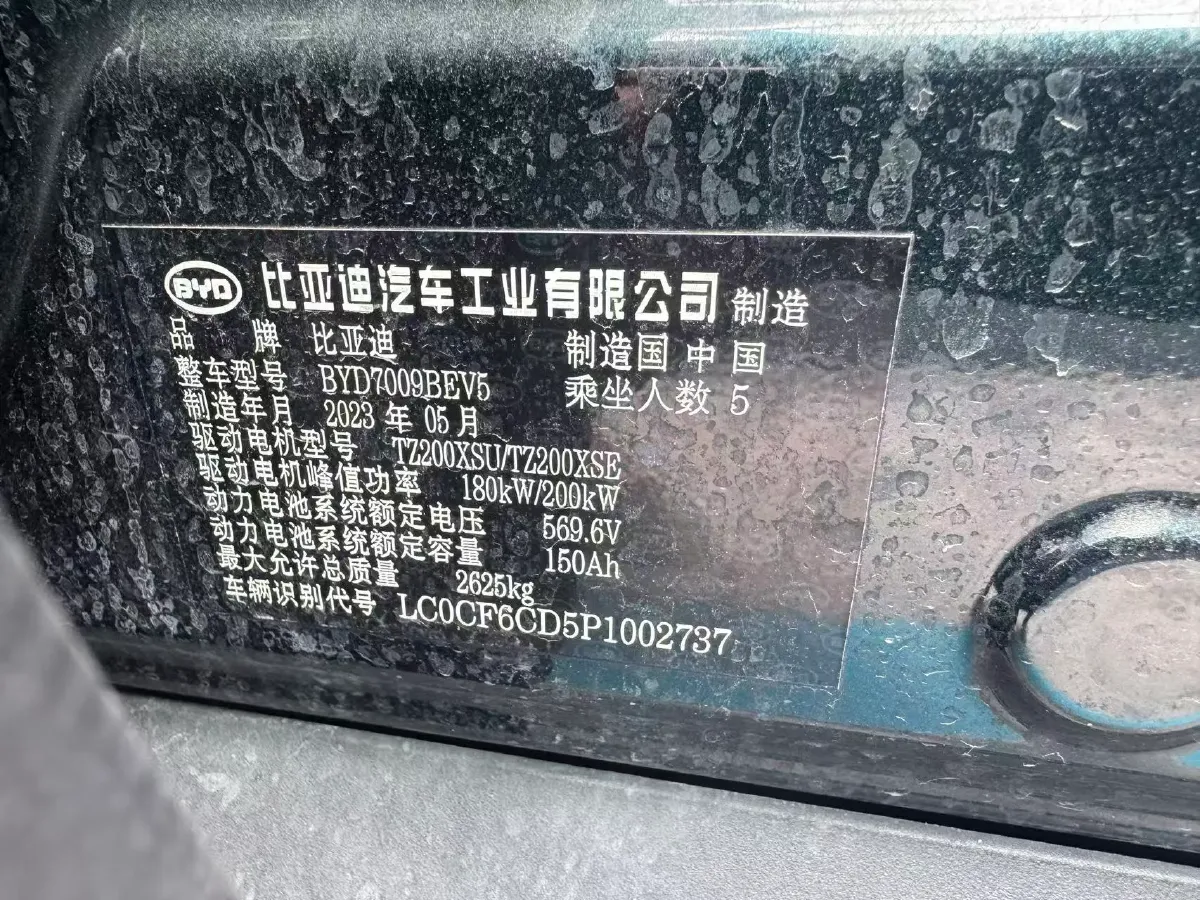 BYD 比亚迪汽车工业有限公司 制造
品牌 比亚迪 制造国 中国
整车型号 BYD7009BEV5 乘坐人数 5
制造年月 2023 年 05 月
驱动电机型号 TZ200XSU/TZ200XSE
驱动电机峰值功率 180kW/200kW
动力电池系统额定电压 569.6V
动力电池系统额定容量 150Ah
最大允许总质量 2625kg
车辆识别代号 LC0CF6CD5P1002737